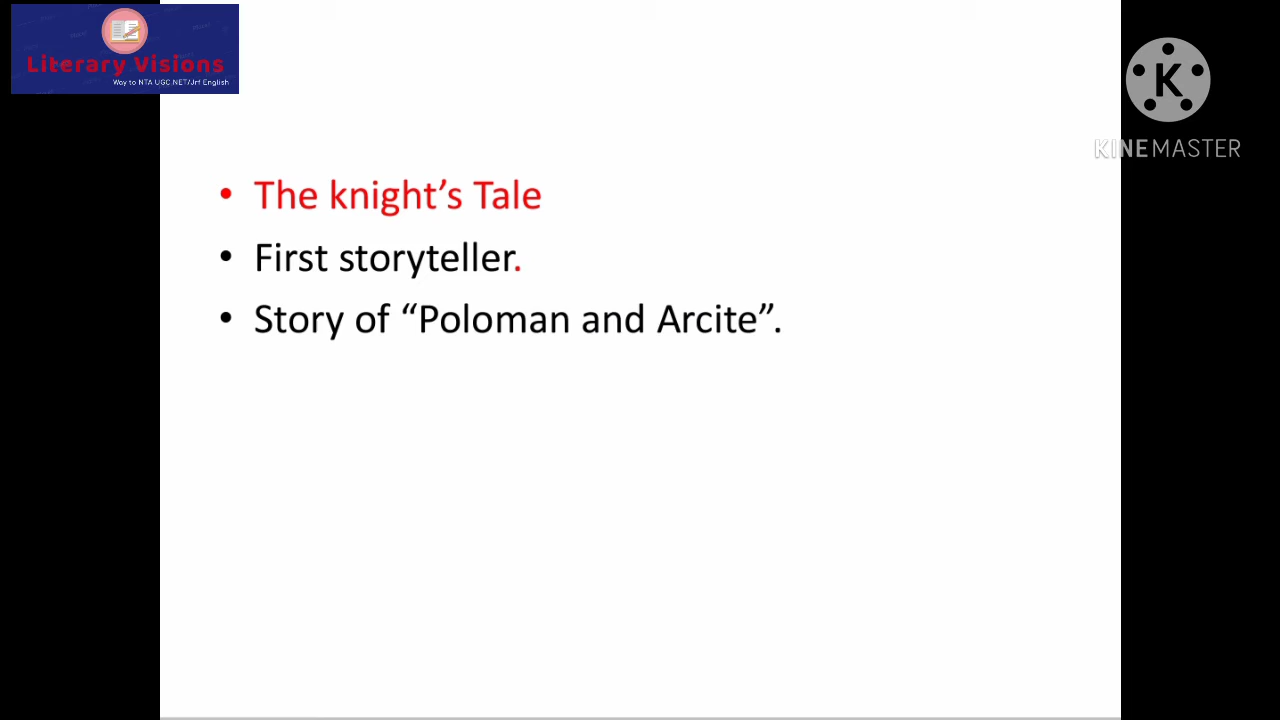 Literary Visions
Way to NTA UGC NET/Jrf English
K
KINEMASTER
• The knight’s Tale
• First storyteller.
• Story of “Poloman and Arcite”.